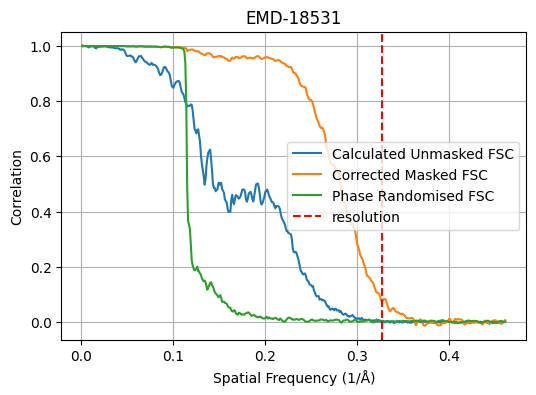 EMD-18531
1.0
0.8
0.6
0.4
0.2
0.0
Correlation
Calculated Unmasked FSC
Corrected Masked FSC
Phase Randomised FSC
resolution
0.0 0.1 0.2 0.3 0.4
Spatial Frequency (1/Å)